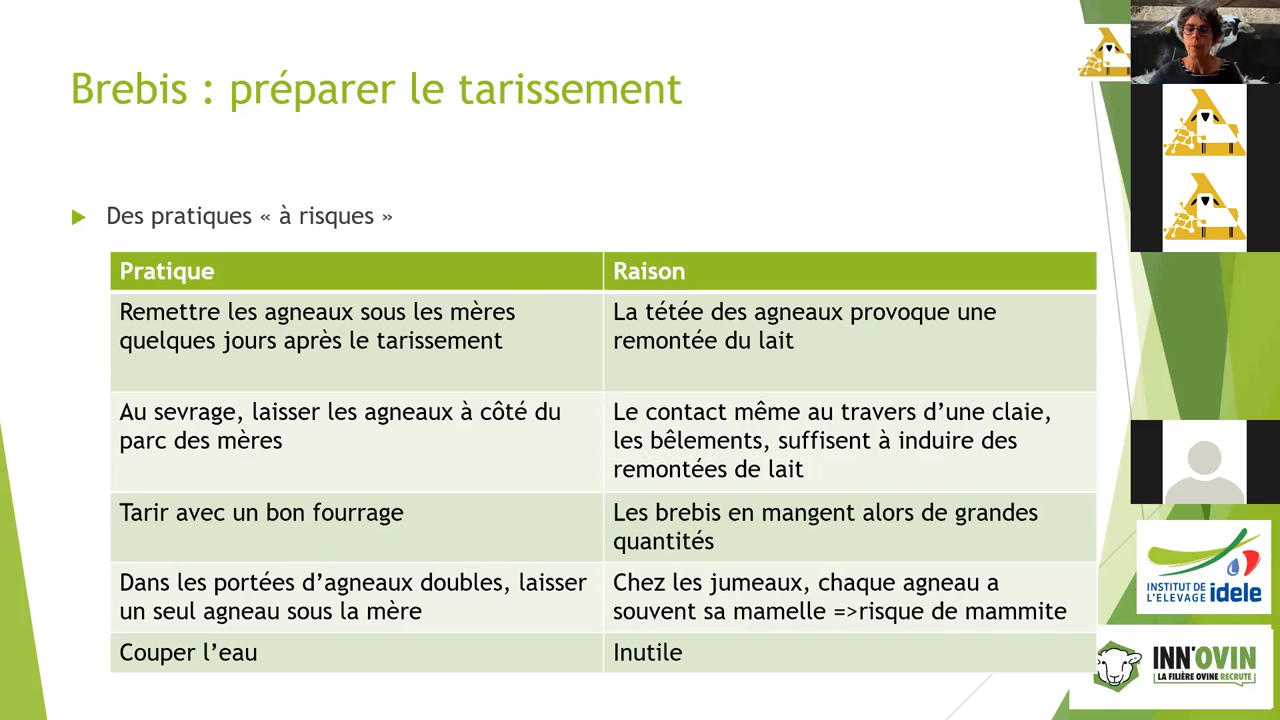 Brebis : préparer le tarissement
Des pratiques « à risques »
Pratique
Raison
Remettre les agneaux sous les mères
quelques jours après le tarissement
La tétée des agneaux provoque une
remontée du lait
Au sevrage, laisser les agneaux à côté du
parc des mères
Le contact même au travers d’une claie,
les bêlements, suffisent à induire des
remontées de lait
Tarir avec un bon fourrage
Les brebis en mangent alors de grandes
quantités
Dans les portées d’agneaux doubles, laisser
un seul agneau sous la mère
Chez les jumeaux, chaque agneau a
souvent sa mamelle =>risque de mammite
Couper l’eau
Inutile
INSTITUT DE
L'ELEVAGE idele
INN'OVIN
LA FILIÈRE OVINE RECRUTE